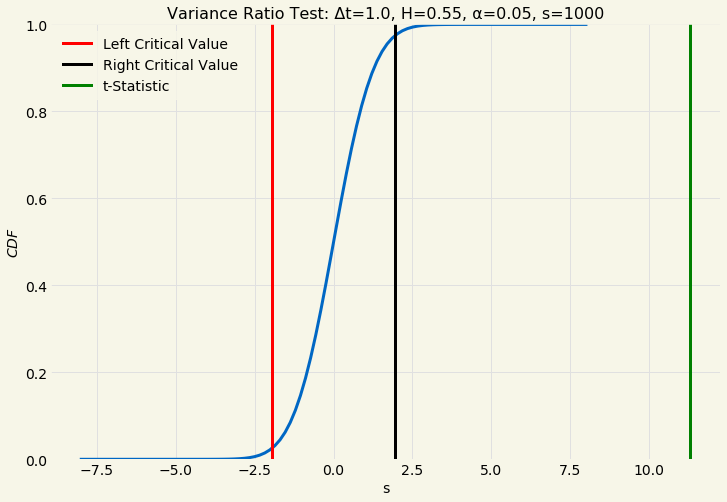 Variance Ratio Test: Δt=1.0, H=0.55, α=0.05, s=1000
Left Critical Value
Right Critical Value
t-Statistic
CDF
1.0
0.8
0.6
0.4
0.2
0.0
−7.5 −5.0 −2.5 0.0 2.5 5.0 7.5 10.0
s